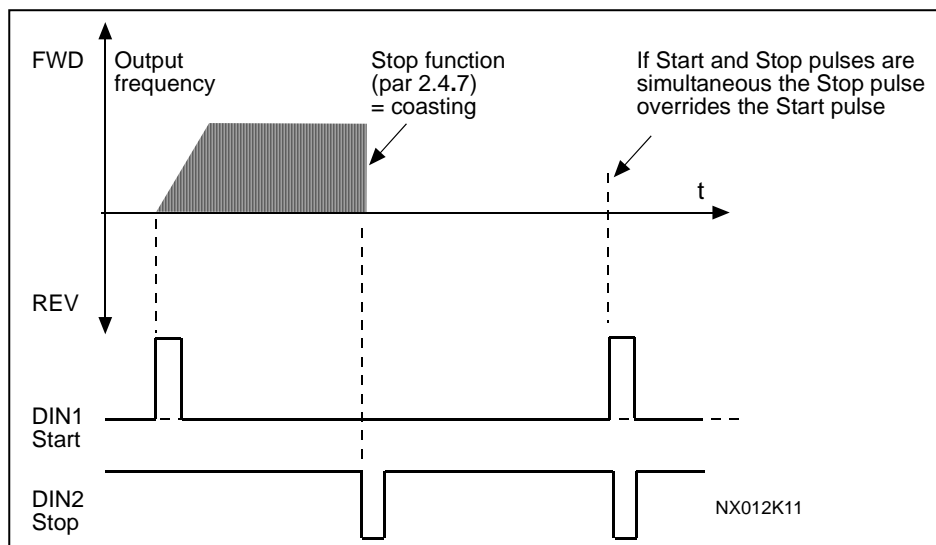 FWD
Output
frequency
Stop function
(par 2.4.7)
= coasting
If Start and Stop pulses are
simultaneous the Stop pulse
overrides the Start pulse
t
REV
DIN1
Start
DIN2
Stop
NX012K11